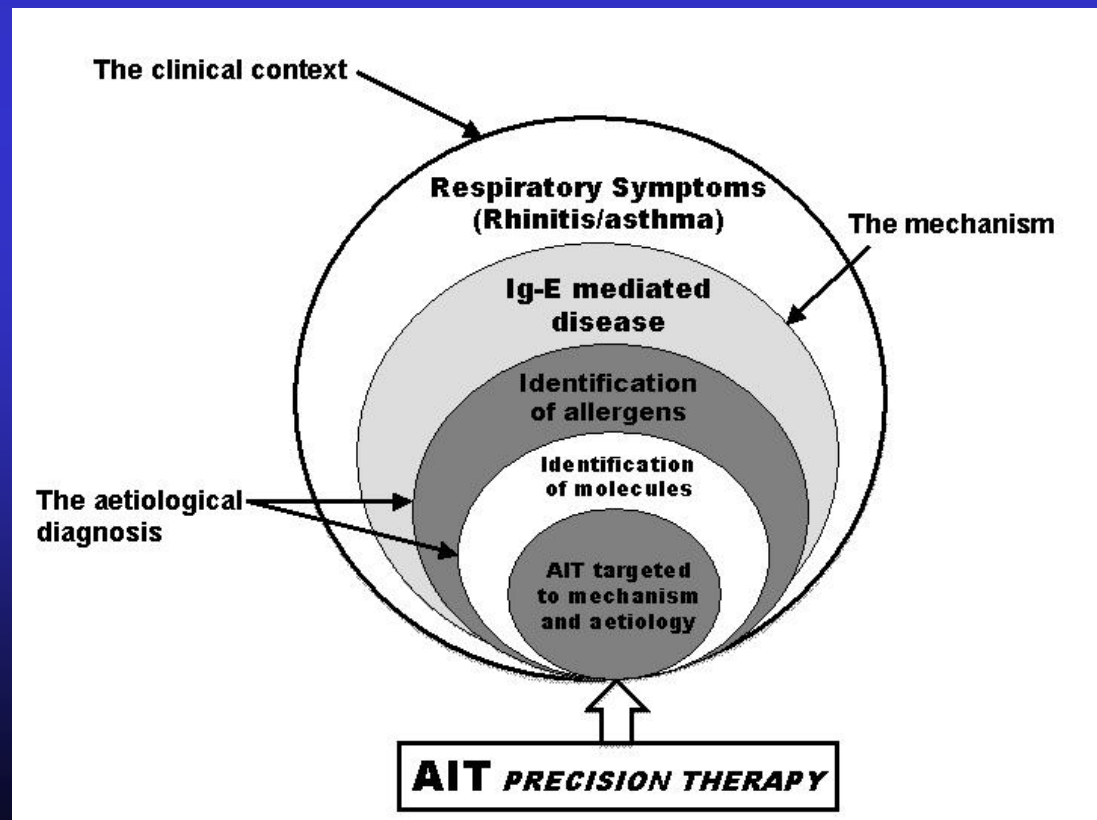 The clinical context
Respiratory Symptoms
(Rhinitis/asthma)
The mechanism
Ig-E mediated
disease
Identification
of allergens
Identification
of molecules
The aetiological
diagnosis
AIT targeted
to mechanism
and aetiology
AIT PRECISION THERAPY